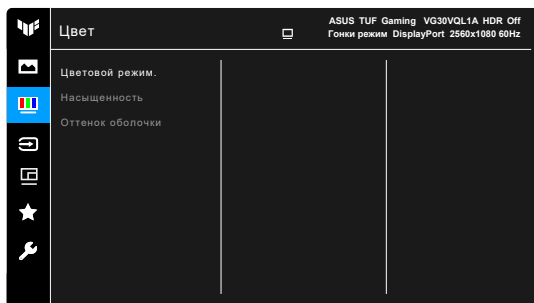 Цвет
ASUS TUF Gaming VG30VQL1A HDR Off
Гонки режим DisplayPort 2560x1080 60Hz
Цветовой режим.
Насыщенность
Оттенок оболочки